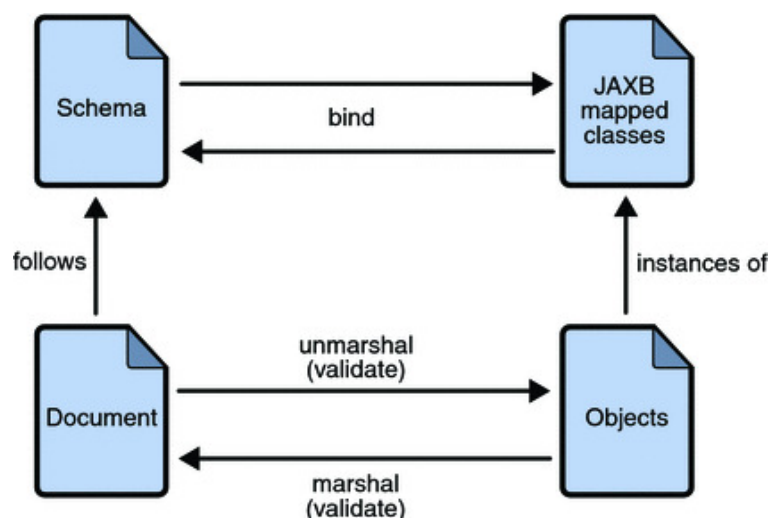 Schema
JAXB
mapped
classes
bind
follows
instances of
unmarshal
(validate)
Document
Objects
marshal
(validate)